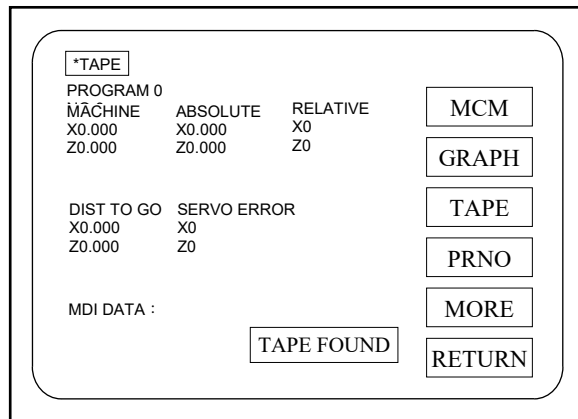 *TAPE
PROGRAM 0
MACHINE ABSOLUTE RELATIVE
X0.000 X0.000 X0
Z0.000 Z0.000 Z0
DIST TO GO SERVO ERROR
X0.000 X0
Z0.000 Z0
MDI DATA：
TAPE FOUND
MCM
GRAPH
TAPE
PRNO
MORE
RETURN